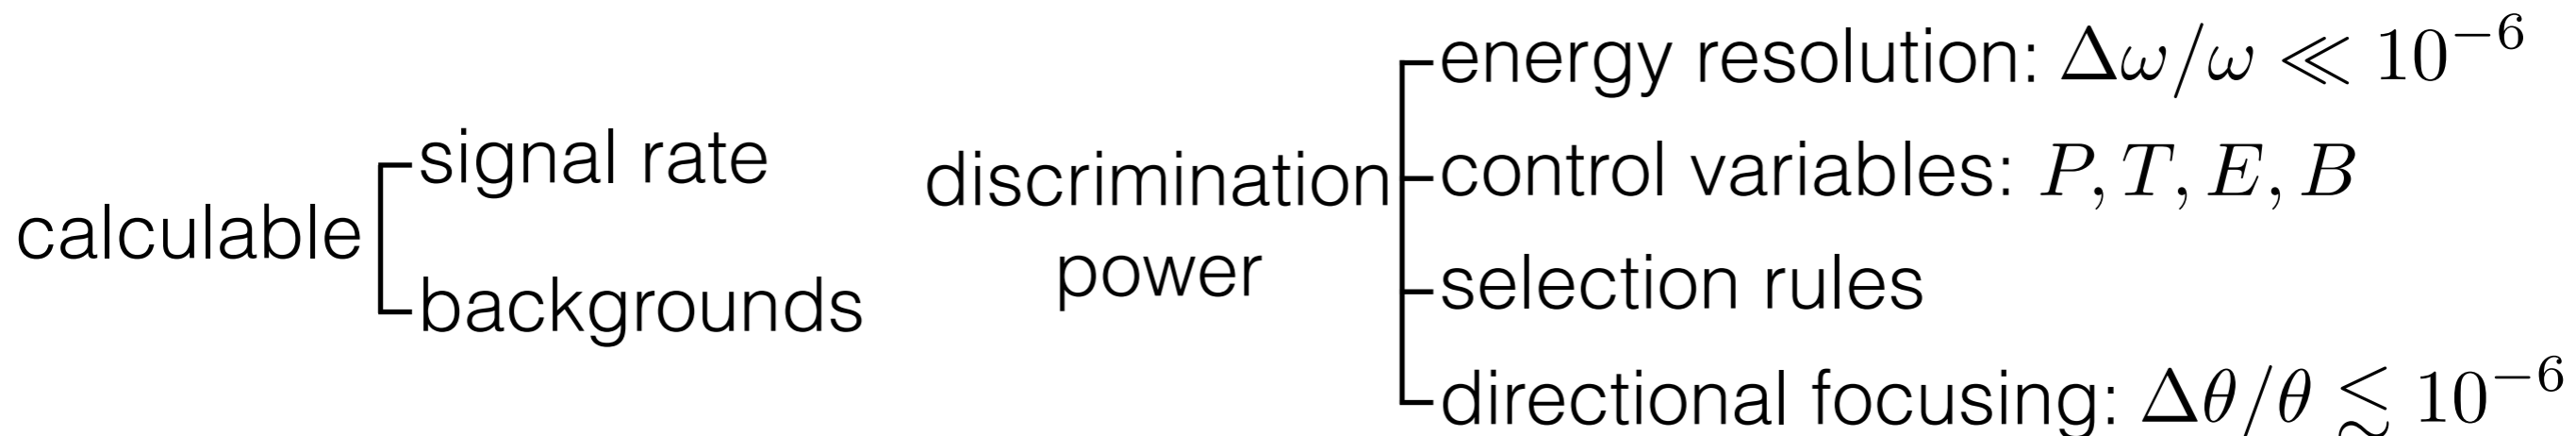 calculable
signal rate
backgrounds
discrimination
power
energy resolution: Δω/ω ≪ 10⁻⁶
control variables: P, T, E, B
selection rules
directional focusing: Δθ/θ ≲ 10⁻⁶